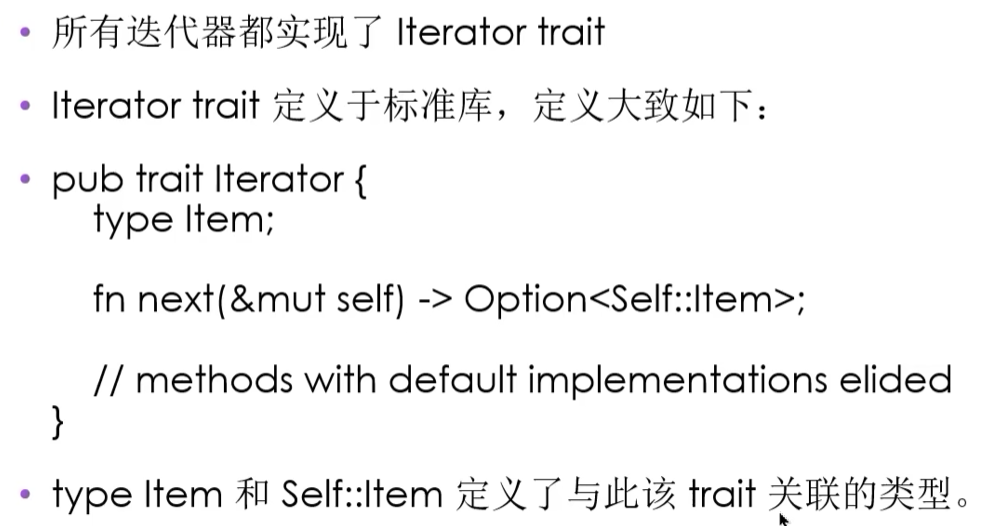 • 所有迭代器都实现了 Iterator trait
• Iterator trait 定义于标准库，定义大致如下：
• pub trait Iterator {
type Item;
fn next(&mut self) -> Option<Self::Item>;
// methods with default implementations elided
}
• type Item 和 Self::Item 定义了与此该 trait 关联的类型。